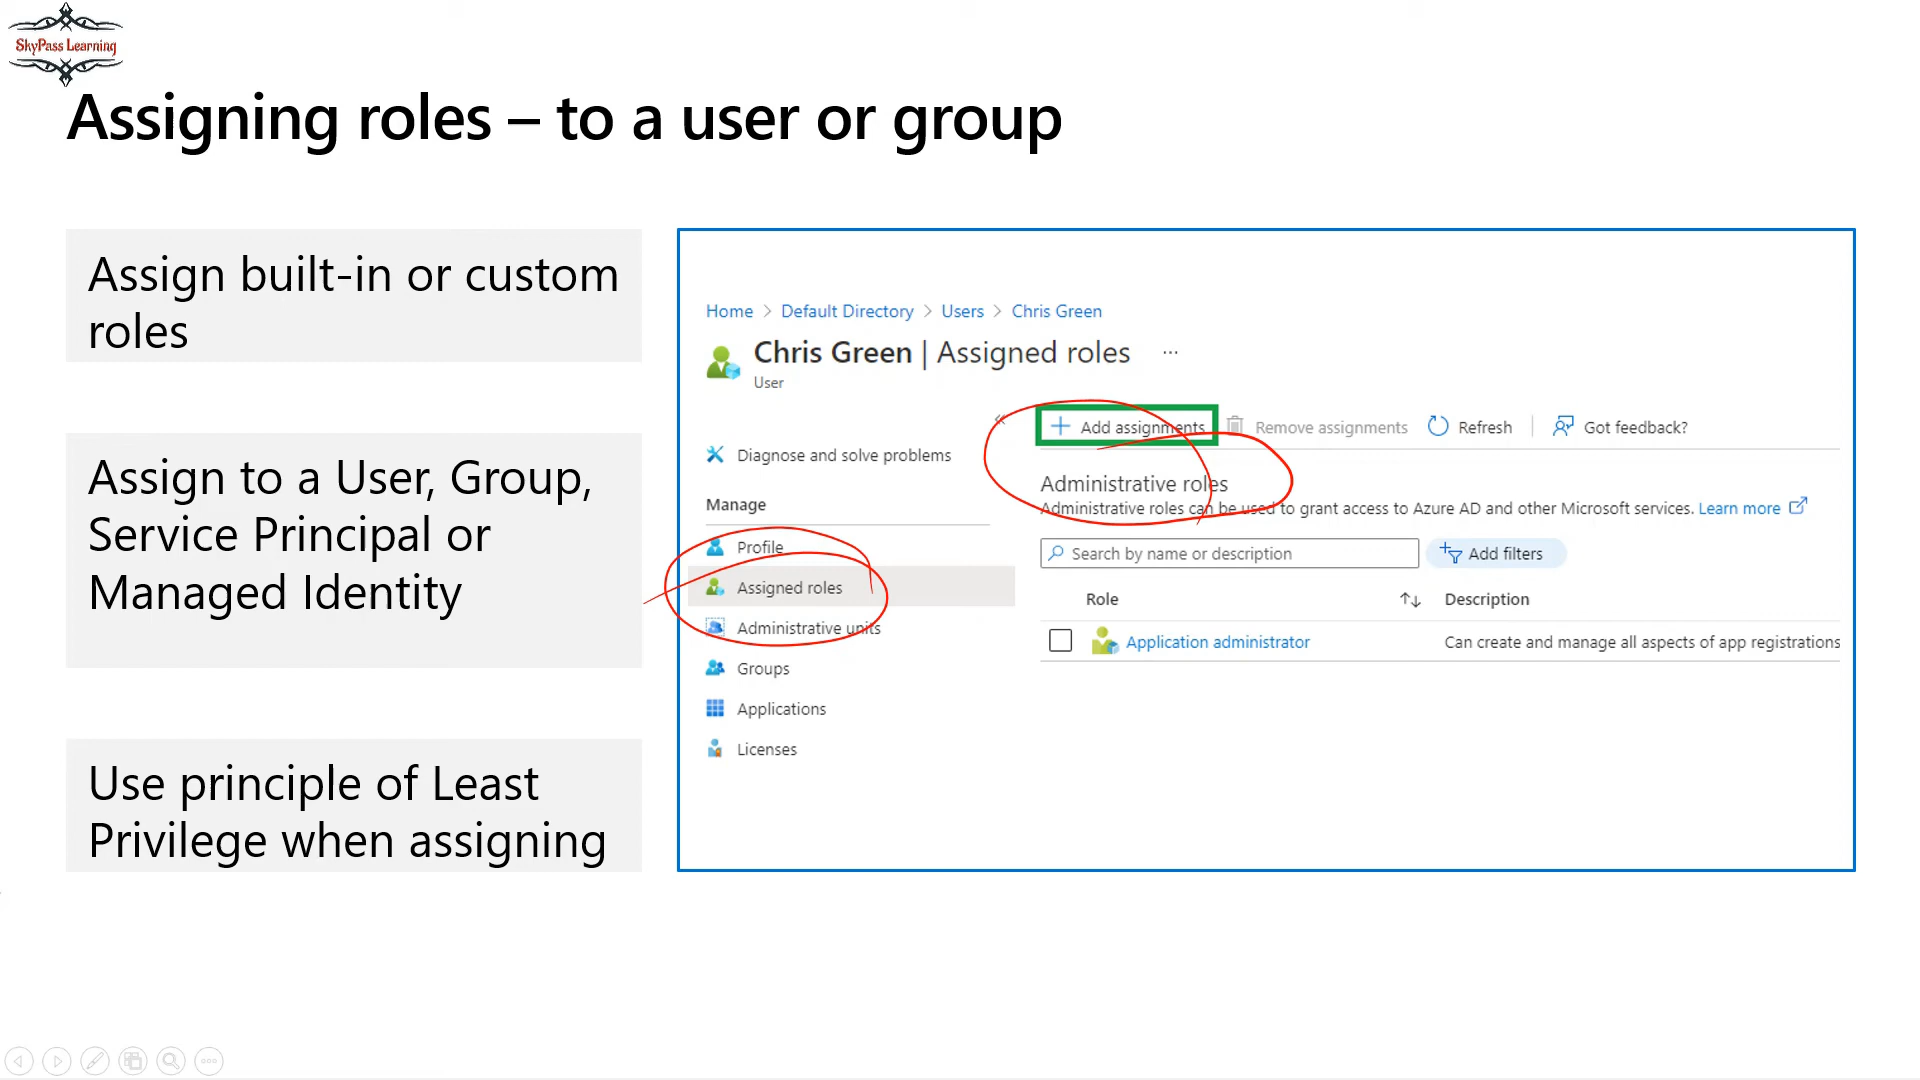 SkyPass Learning
Assigning roles – to a user or group
Assign built-in or custom
roles
Assign to a User, Group,
Service Principal or
Managed Identity
Use principle of Least
Privilege when assigning
Home > Default Directory > Users > Chris Green
Chris Green | Assigned roles ...
User
Diagnose and solve problems
Manage
Profile
Assigned roles
Administrative units
Groups
Applications
Licenses
Add assignments Remove assignments Refresh Got feedback?
Administrative roles
Administrative roles can be used to grant access to Azure AD and other Microsoft services. Learn more
Search by name or description Add filters
Role Description
Application administrator Can create and manage all aspects of app registrations